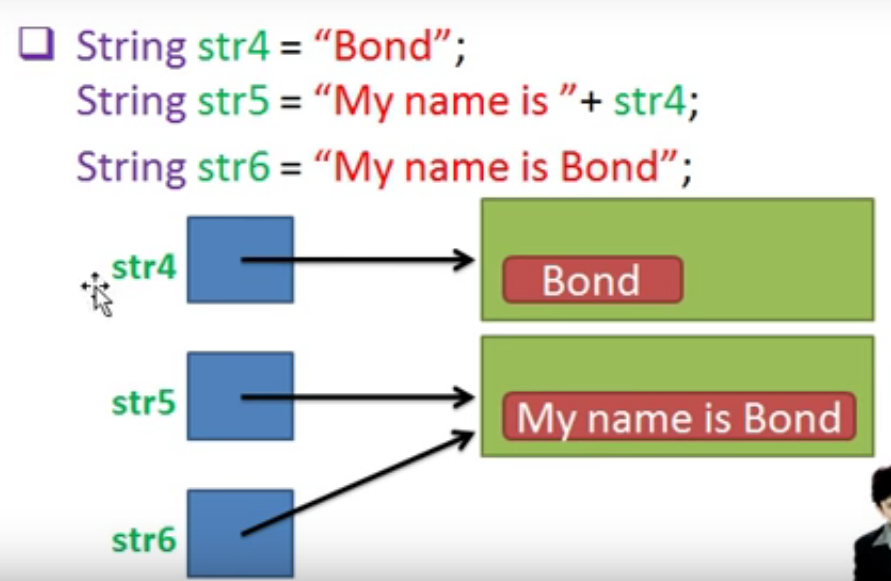 String str4 = “Bond”;
String str5 = “My name is ”+ str4;
String str6 = “My name is Bond”;
str4
Bond
str5
My name is Bond
str6